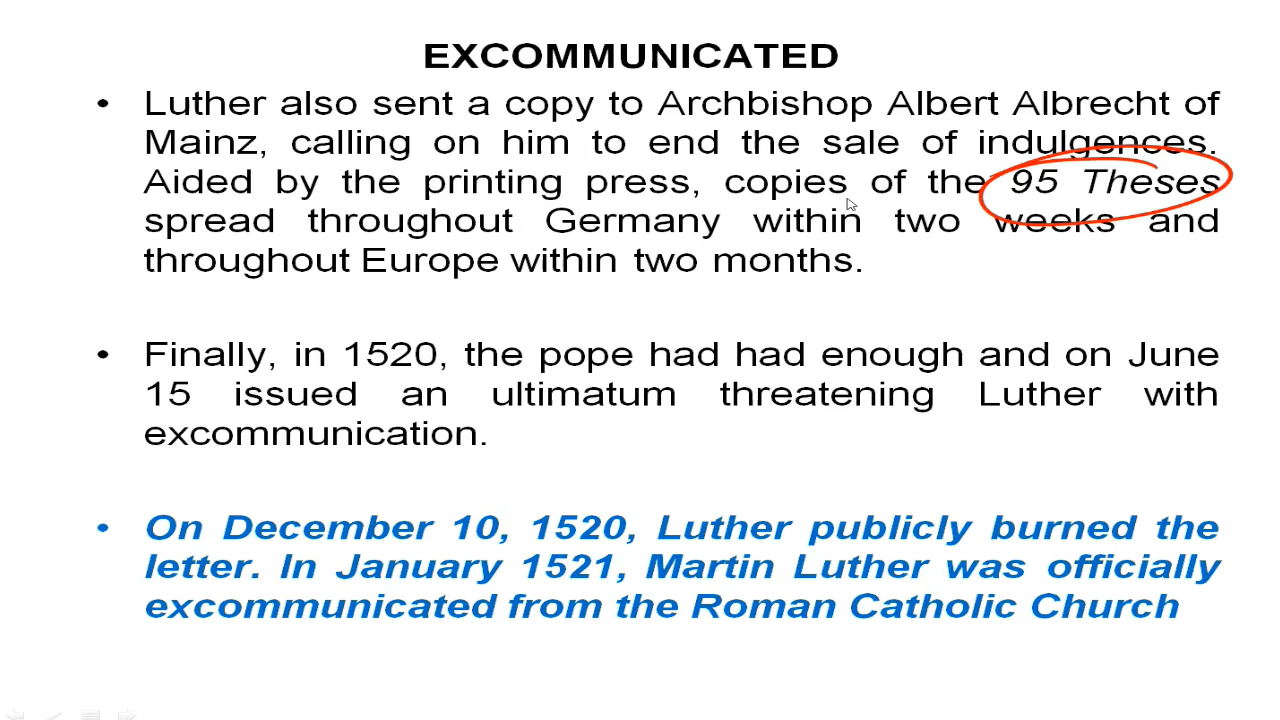 EXCOMMUNICATED
• Luther also sent a copy to Archbishop Albert Albrecht of
Mainz, calling on him to end the sale of indulgences.
Aided by the printing press, copies of the 95 Theses
spread throughout Germany within two weeks and
throughout Europe within two months.
• Finally, in 1520, the pope had had enough and on June
15 issued an ultimatum threatening Luther with
excommunication.
• On December 10, 1520, Luther publicly burned the
letter. In January 1521, Martin Luther was officially
excommunicated from the Roman Catholic Church